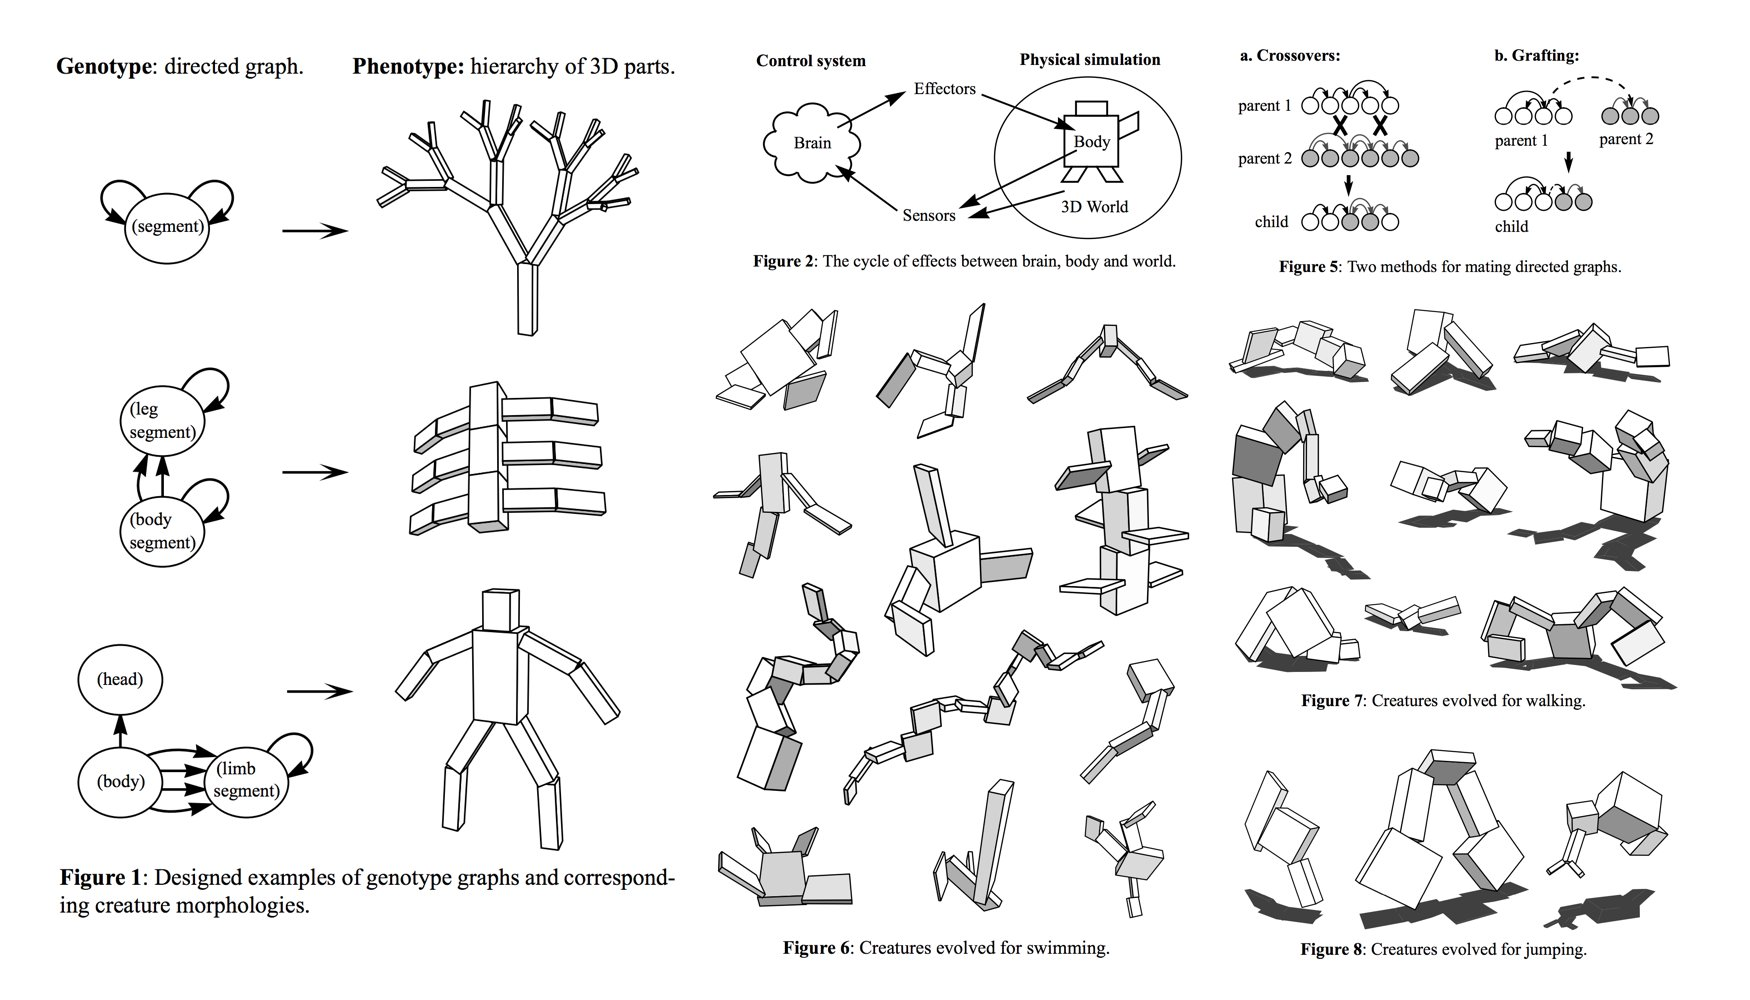 Genotype: directed graph.
Phenotype: hierarchy of 3D parts.
(segment)
(leg
segment)
(body
segment)
(head)
(body)
(limb
segment)
Figure 1: Designed examples of genotype graphs and correspond-
ing creature morphologies.
Control system
Physical simulation
Effectors
Brain
Body
Sensors
3D World
Figure 2: The cycle of effects between brain, body and world.
a. Crossovers:
parent 1
parent 2
child
b. Grafting:
parent 1
parent 2
child
Figure 5: Two methods for mating directed graphs.
Figure 6: Creatures evolved for swimming.
Figure 7: Creatures evolved for walking.
Figure 8: Creatures evolved for jumping.